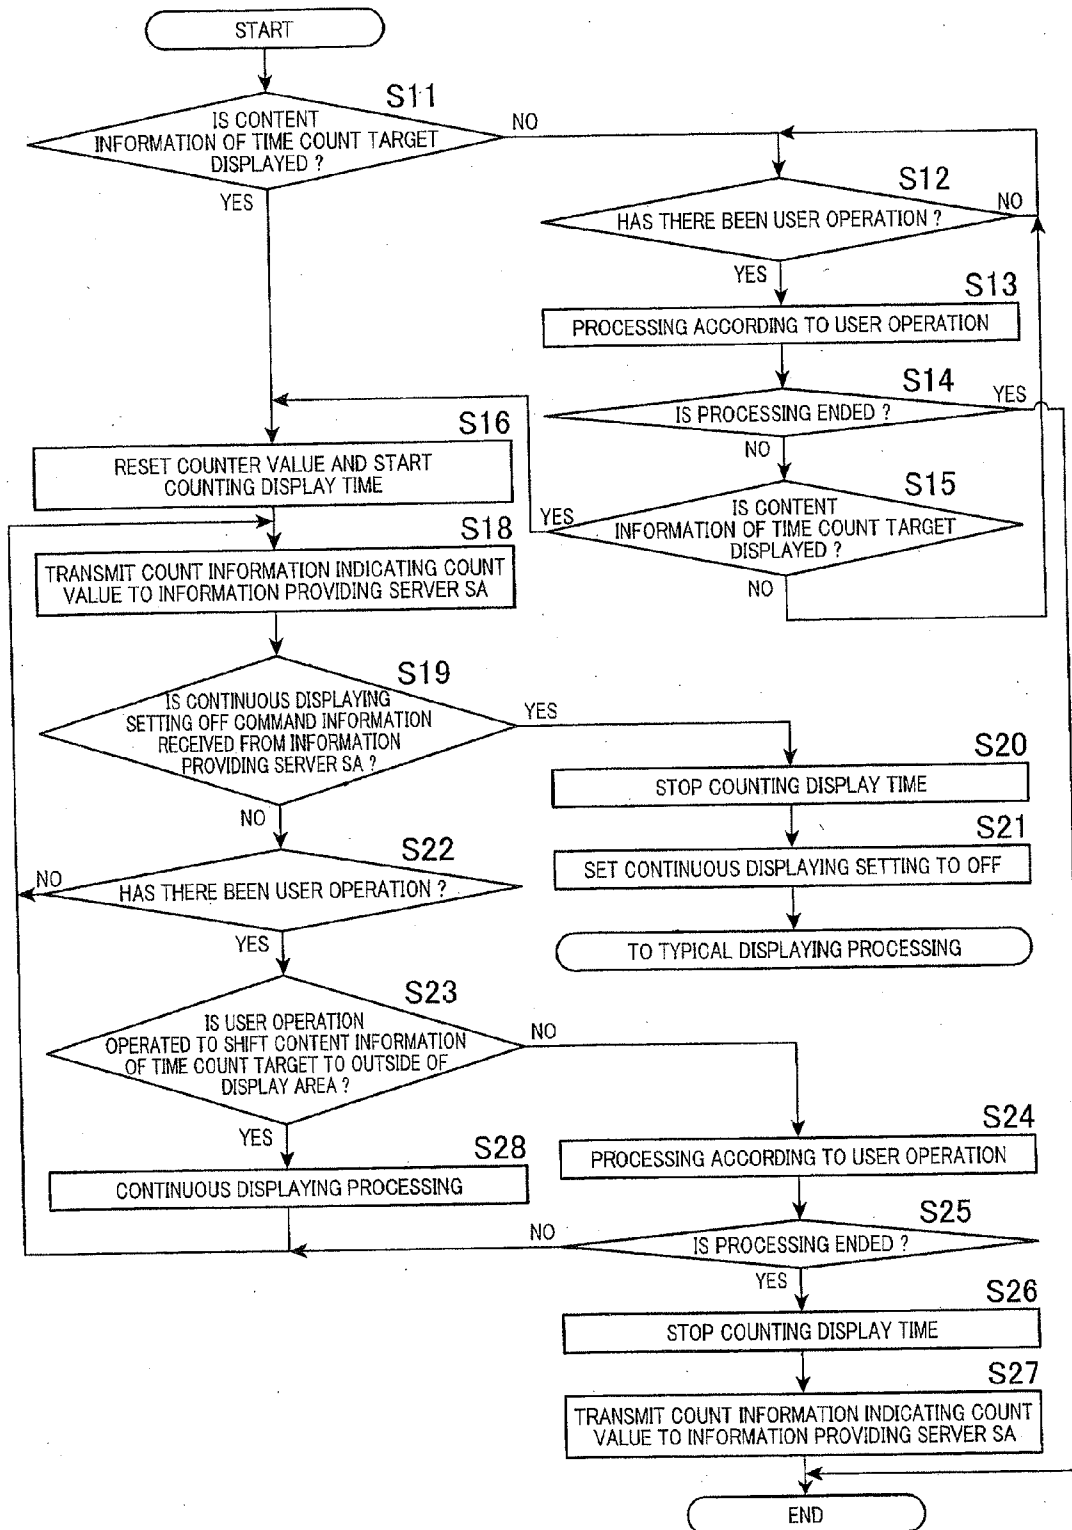 START
S11
IS CONTENT
INFORMATION OF TIME COUNT TARGET
DISPLAYED ?
NO
YES
S12
HAS THERE BEEN USER OPERATION ?
NO
YES
S13
PROCESSING ACCORDING TO USER OPERATION
S14
IS PROCESSING ENDED ?
YES
NO
S15
IS CONTENT
INFORMATION OF TIME COUNT TARGET
DISPLAYED ?
YES
NO
S16
RESET COUNTER VALUE AND START
COUNTING DISPLAY TIME
S18
TRANSMIT COUNT INFORMATION INDICATING COUNT
VALUE TO INFORMATION PROVIDING SERVER SA
S19
IS CONTINUOUS DISPLAYING
SETTING OFF COMMAND INFORMATION
RECEIVED FROM INFORMATION
PROVIDING SERVER SA ?
YES
NO
S20
STOP COUNTING DISPLAY TIME
S21
SET CONTINUOUS DISPLAYING SETTING TO OFF
TO TYPICAL DISPLAYING PROCESSING
S22
HAS THERE BEEN USER OPERATION ?
NO
YES
S23
IS USER OPERATION
OPERATED TO SHIFT CONTENT INFORMATION
OF TIME COUNT TARGET TO OUTSIDE OF
DISPLAY AREA ?
NO
YES
S28
CONTINUOUS DISPLAYING PROCESSING
S24
PROCESSING ACCORDING TO USER OPERATION
S25
IS PROCESSING ENDED ?
NO
YES
S26
STOP COUNTING DISPLAY TIME
S27
TRANSMIT COUNT INFORMATION INDICATING COUNT
VALUE TO INFORMATION PROVIDING SERVER SA
END